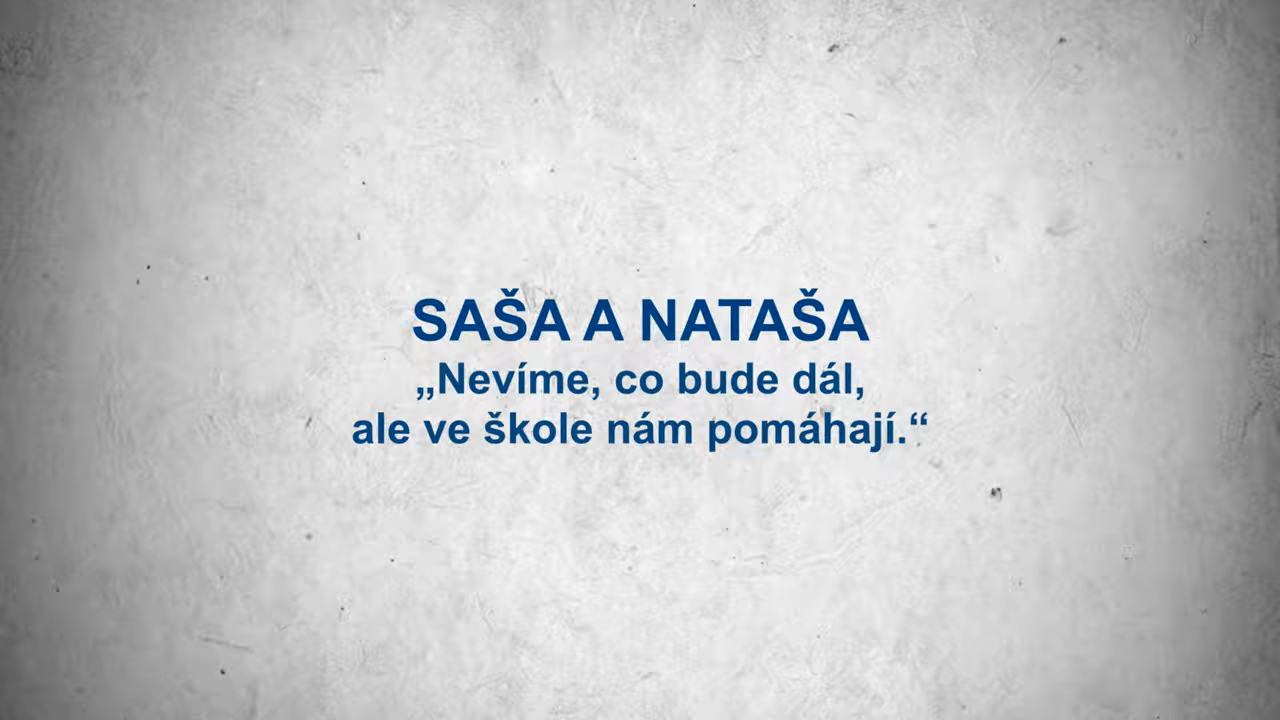 SAŠA A NATAŠA
„Nevíme, co bude dál,
ale ve škole nám pomáhají.“